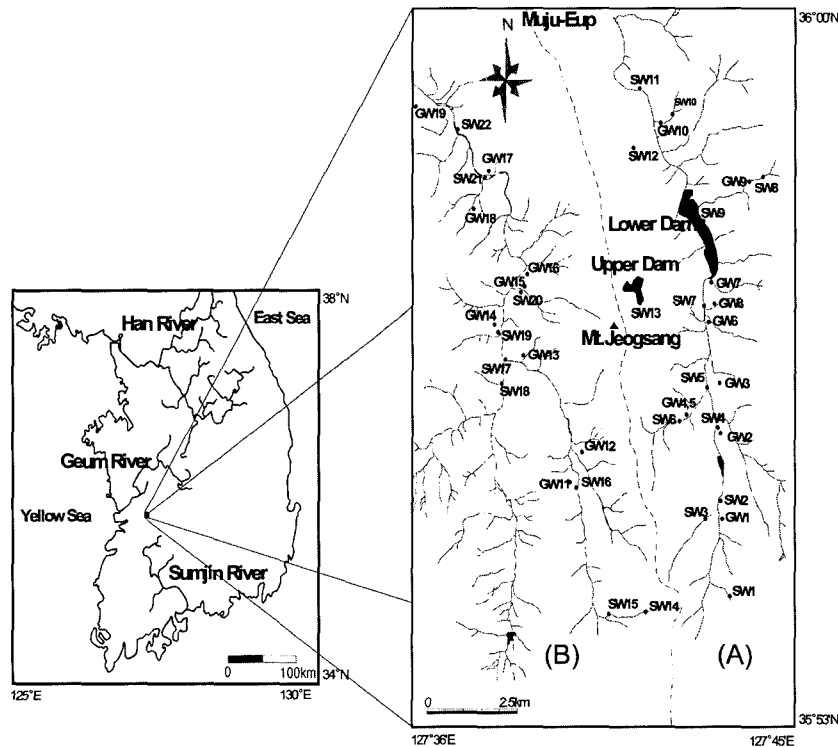 38°N
Han River
East Sea
Geum River
Yellow Sea
Sumjin River
0 100km
34°N
125°E
130°E
36°00'N
Muju-Eup
N
SW11
SW10
GW10
GW19
SW22
SW12
GW17
SW21
GW9
SW8
GW18
SW9
Lower Dam
GW16
Upper Dam
GW15
GW7
SW20
SW13
SW7
GW8
GW14
GW6
SW19
Mt.Jeogsang
GW13
SW17
SW5
GW3
SW18
GW4,5
SW6
SW4
GW2
GW12
GW11
SW16
SW2
SW3
GW1
SW1
SW15
SW14
(B)
(A)
0 2.5km
35°53'N
127°36'E
127°45'E